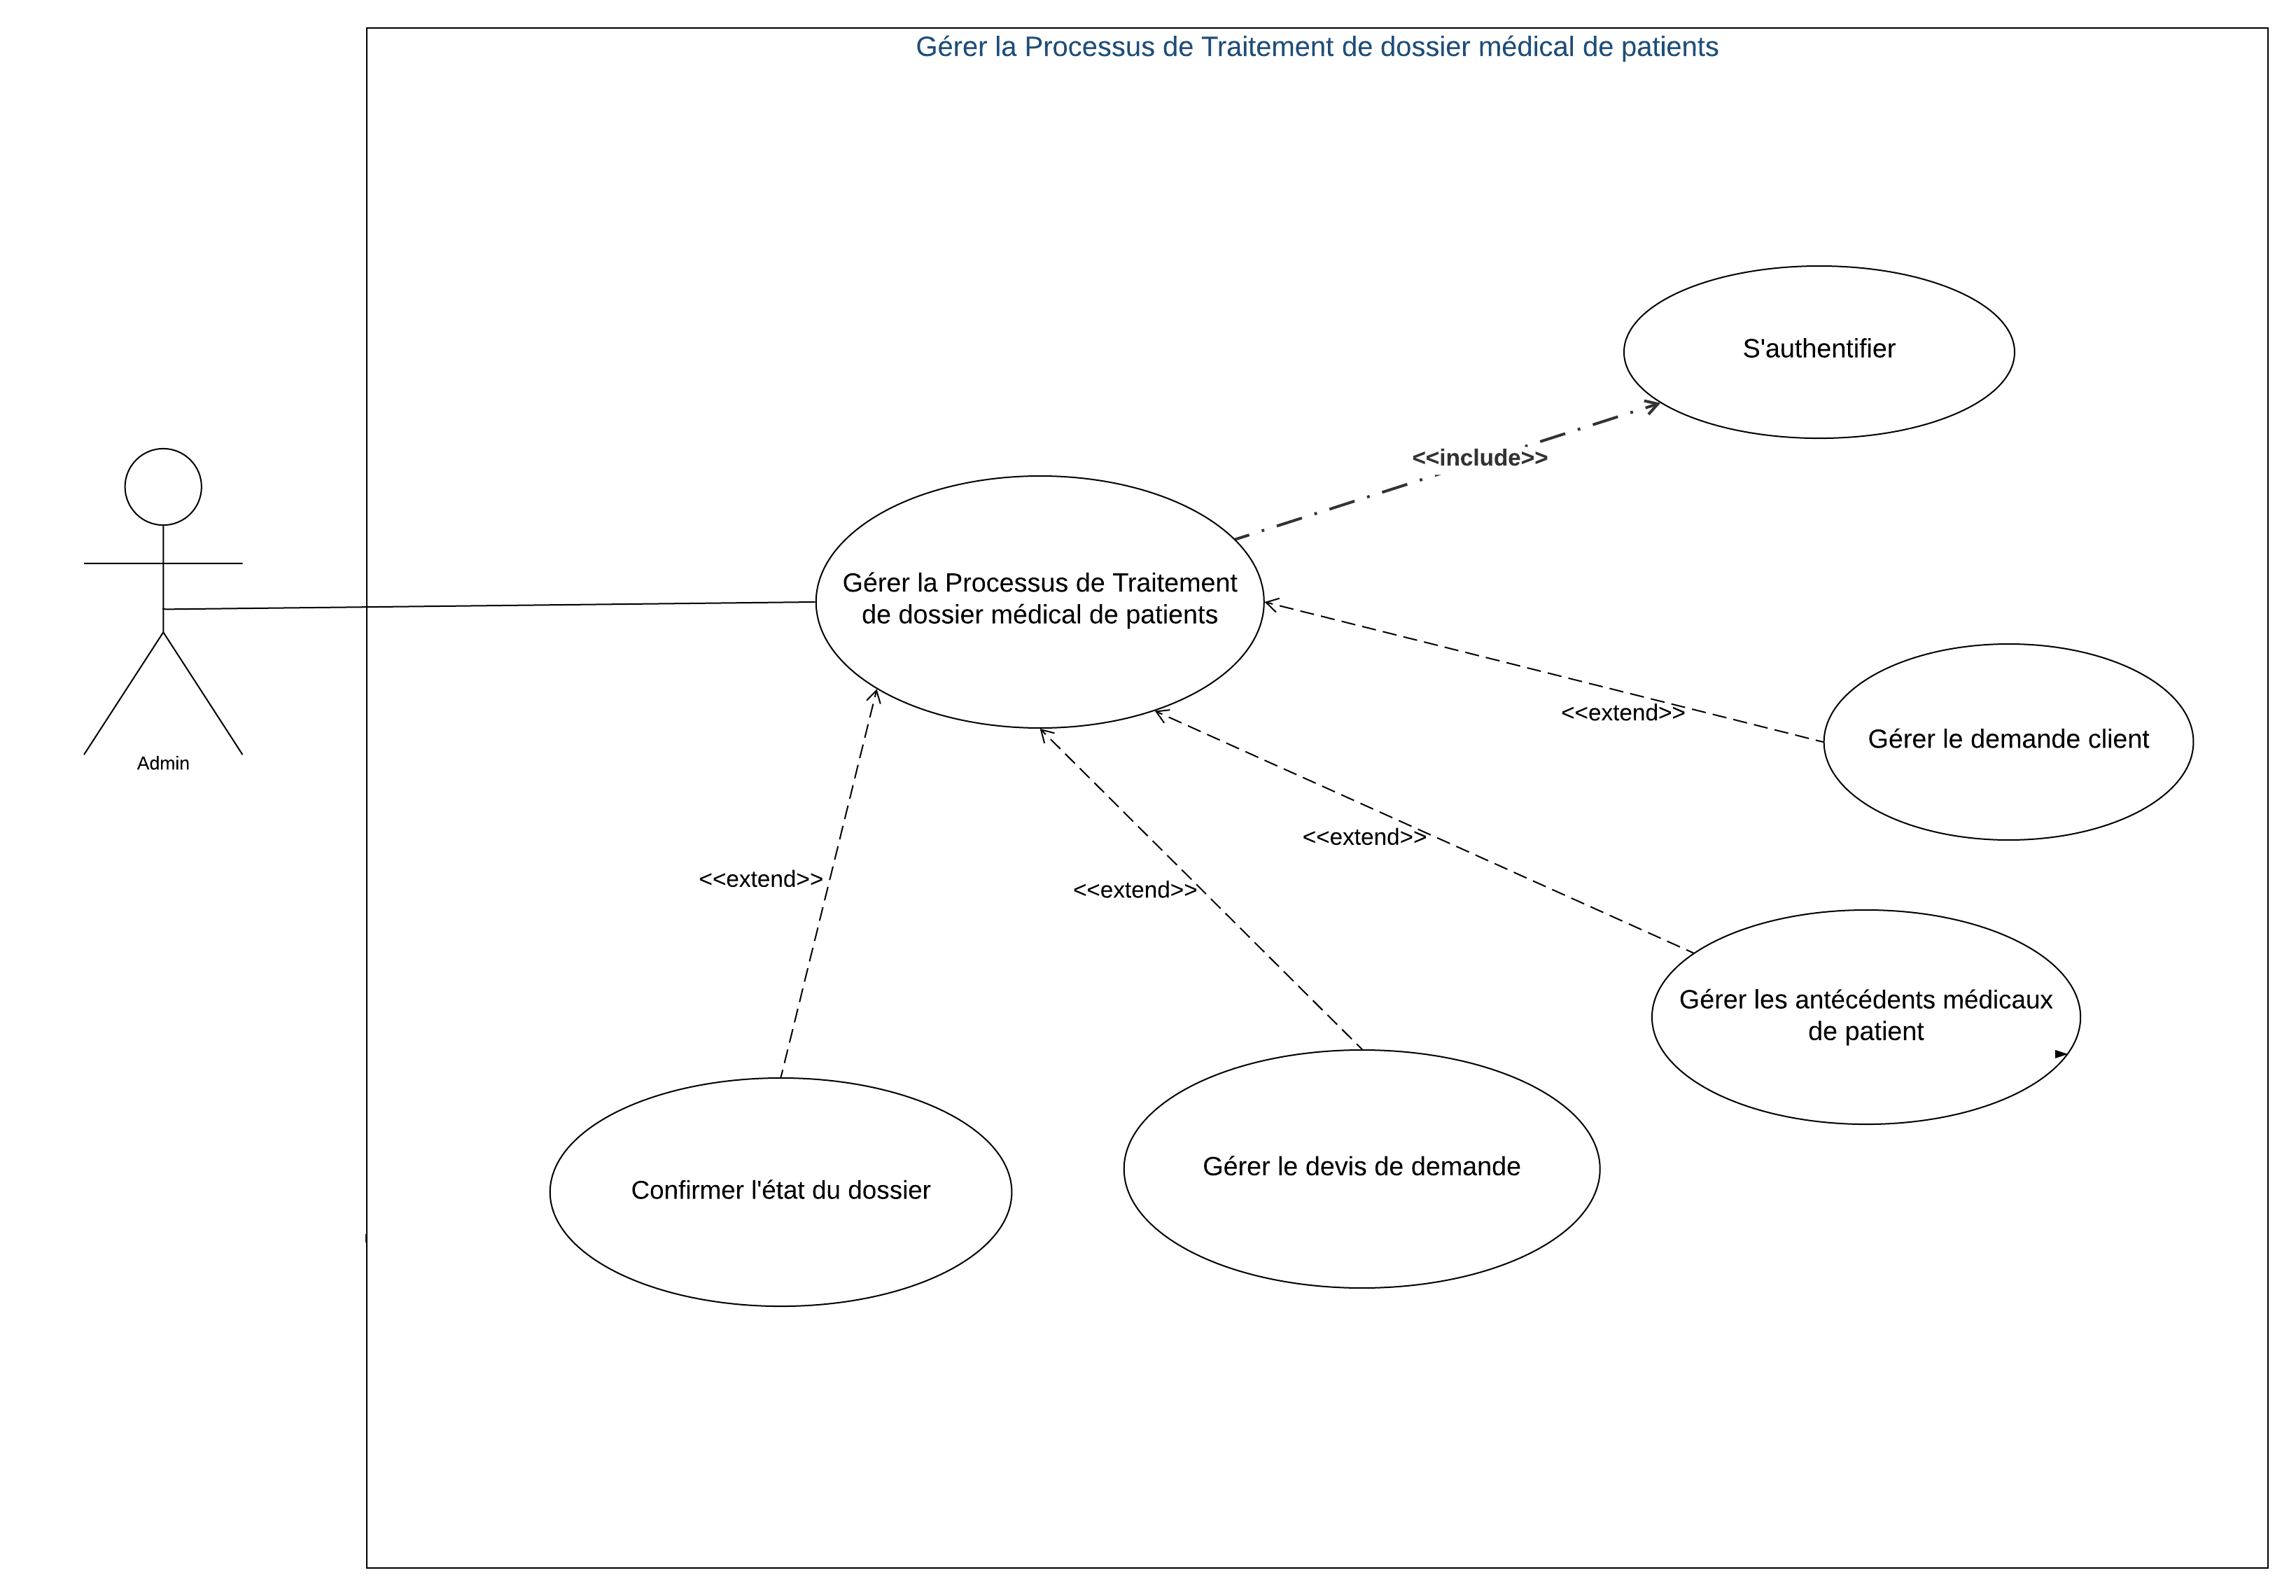 Gérer la Processus de Traitement de dossier médical de patients
S'authentifier
<<include>>
Gérer la Processus de Traitement
de dossier médical de patients
<<extend>>
Gérer le demande client
Admin
<<extend>>
<<extend>>
<<extend>>
Gérer les antécédents médicaux
de patient
Gérer le devis de demande
Confirmer l'état du dossier